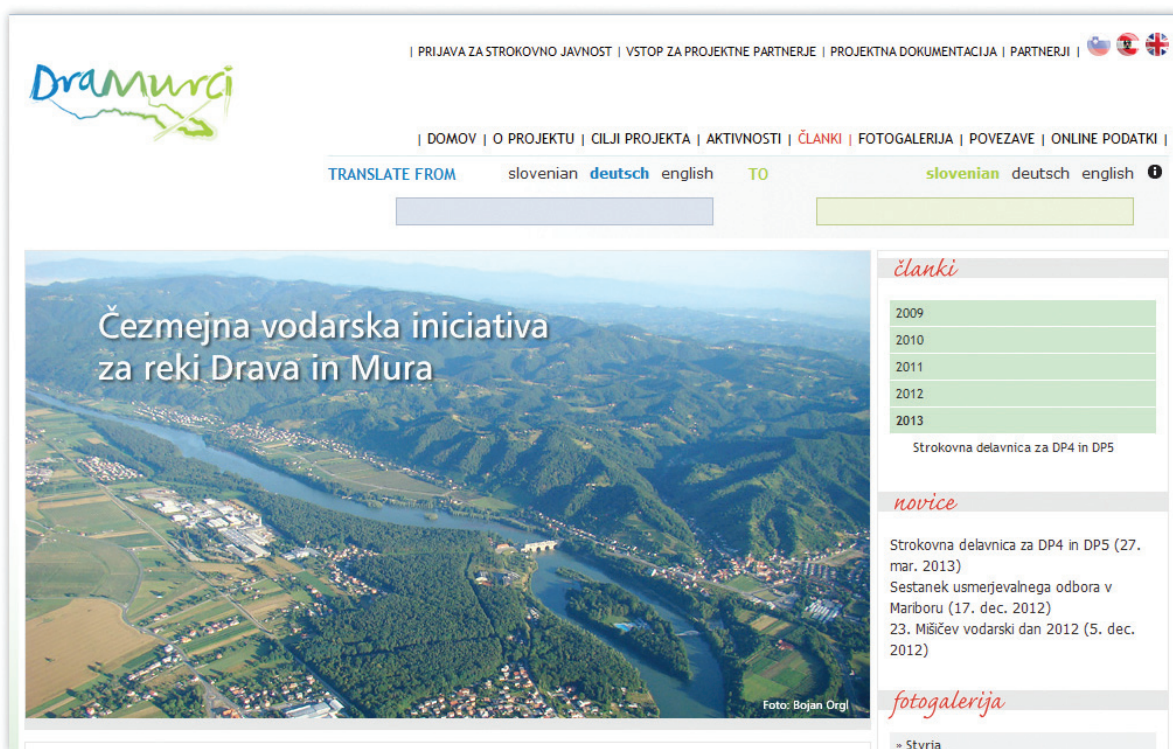 | PRIJAVA ZA STROKOVNO JAVNOST | VSTOP ZA PROJEKTNE PARTNERJE | PROJEKTNA DOKUMENTACIJA | PARTNERJI |
DraMurci
| DOMOV | O PROJEKTU | CILJI PROJEKTA | AKTIVNOSTI | ČLANKI | FOTOGALERIJA | POVEZAVE | ONLINE PODATKI |
TRANSLATE FROM slovenian deutsch english TO slovenian deutsch english i
Čezmejna vodarska iniciativa
za reki Drava in Mura
Foto: Bojan Orgl
članki
2009
2010
2011
2012
2013
Strokovna delavnica za DP4 in DP5
novice
Strokovna delavnica za DP4 in DP5 (27.
mar. 2013)
Sestanek usmerjevalnega odbora v
Mariboru (17. dec. 2012)
23. Mišičev vodarski dan 2012 (5. dec.
2012)
fotogalerija
» Styria